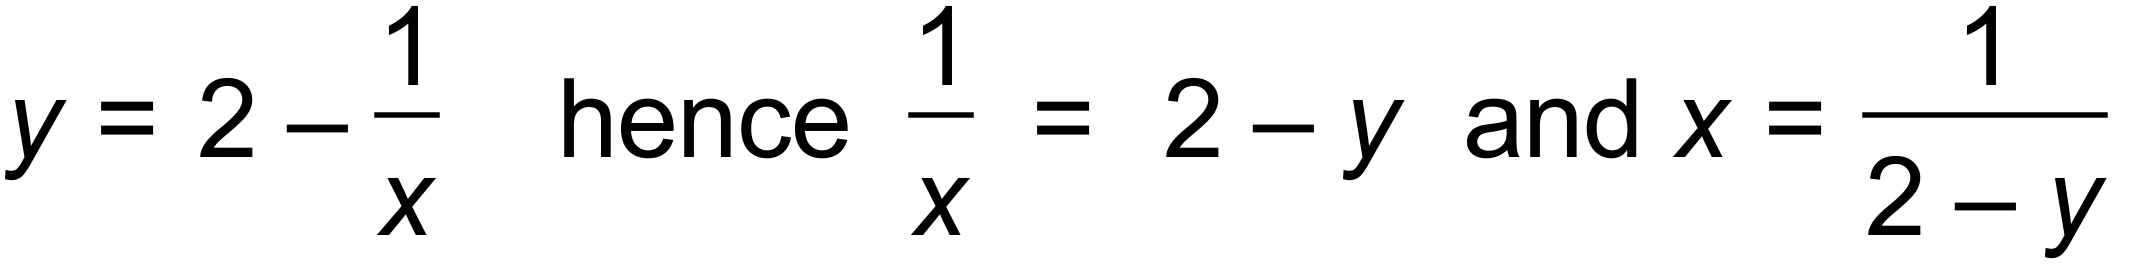 y = 2 – 1/x hence 1/x = 2 – y and x = 1/(2 – y)